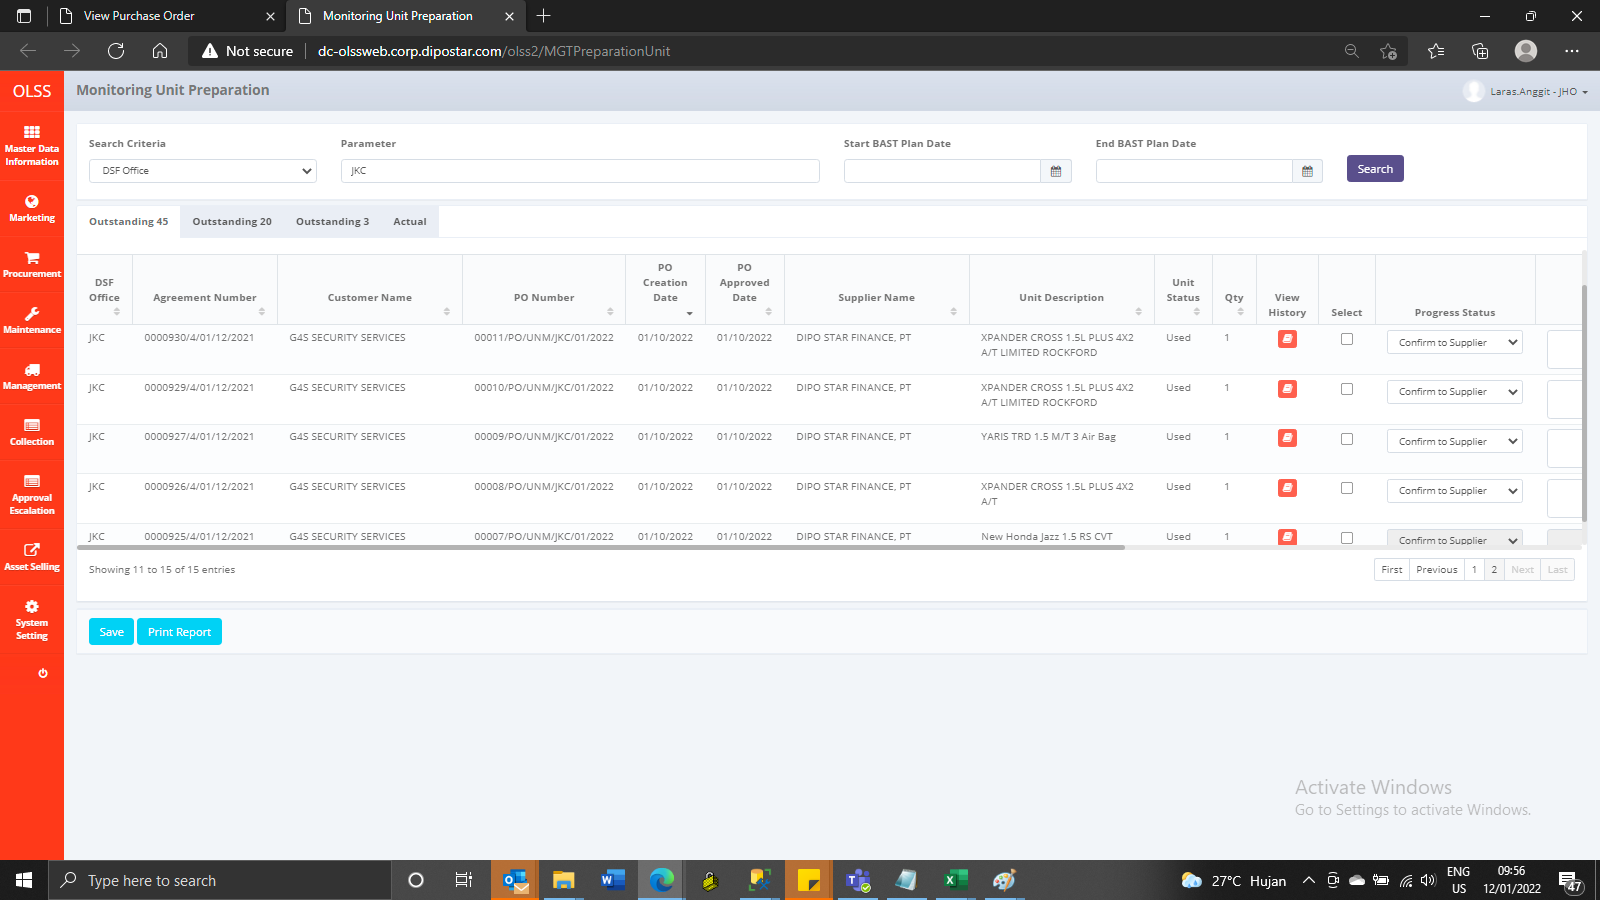 View Purchase Order
Monitoring Unit Preparation
Not secure
dc-olssweb.corp.dipostar.com/olss2/MGTPreparationUnit
OLSS
Monitoring Unit Preparation
Laras.Anggit - JHO
Master Data Information
Marketing
Procurement
Maintenance
Management
Collection
Approval Escalation
Asset Selling
System Setting
Search Criteria
Parameter
Start BAST Plan Date
End BAST Plan Date
DSF Office
JKC
Search
Outstanding 45
Outstanding 20
Outstanding 3
Actual
DSF Office
Agreement Number
Customer Name
PO Number
PO Creation Date
PO Approved Date
Supplier Name
Unit Description
Unit Status
Qty
View History
Select
Progress Status
JKC 0000930/4/01/12/2021 G4S SECURITY SERVICES 00011/PO/UNM/JKC/01/2022 01/10/2022 01/10/2022 DIPO STAR FINANCE, PT XPANDER CROSS 1.5L PLUS 4X2 Used 1 Confirm to Supplier
A/T LIMITED ROCKFORD
JKC 0000929/4/01/12/2021 G4S SECURITY SERVICES 00010/PO/UNM/JKC/01/2022 01/10/2022 01/10/2022 DIPO STAR FINANCE, PT XPANDER CROSS 1.5L PLUS 4X2 Used 1 Confirm to Supplier
A/T LIMITED ROCKFORD
JKC 0000927/4/01/12/2021 G4S SECURITY SERVICES 00009/PO/UNM/JKC/01/2022 01/10/2022 01/10/2022 DIPO STAR FINANCE, PT YARIS TRD 1.5 M/T 3 Air Bag Used 1 Confirm to Supplier
JKC 0000926/4/01/12/2021 G4S SECURITY SERVICES 00008/PO/UNM/JKC/01/2022 01/10/2022 01/10/2022 DIPO STAR FINANCE, PT XPANDER CROSS 1.5L PLUS 4X2 Used 1 Confirm to Supplier
A/T
JKC 0000925/4/01/12/2021 G4S SECURITY SERVICES 00007/PO/UNM/JKC/01/2022 01/10/2022 01/10/2022 DIPO STAR FINANCE, PT New Honda Jazz 1.5 RS CVT Used 1 Confirm to Supplier
Showing 11 to 15 of 15 entries
First Previous 1 2 Next Last
Save
Print Report
Activate Windows
Go to Settings to activate Windows.
Type here to search
27°C Hujan
ENG
US
09:56
12/01/2022
47